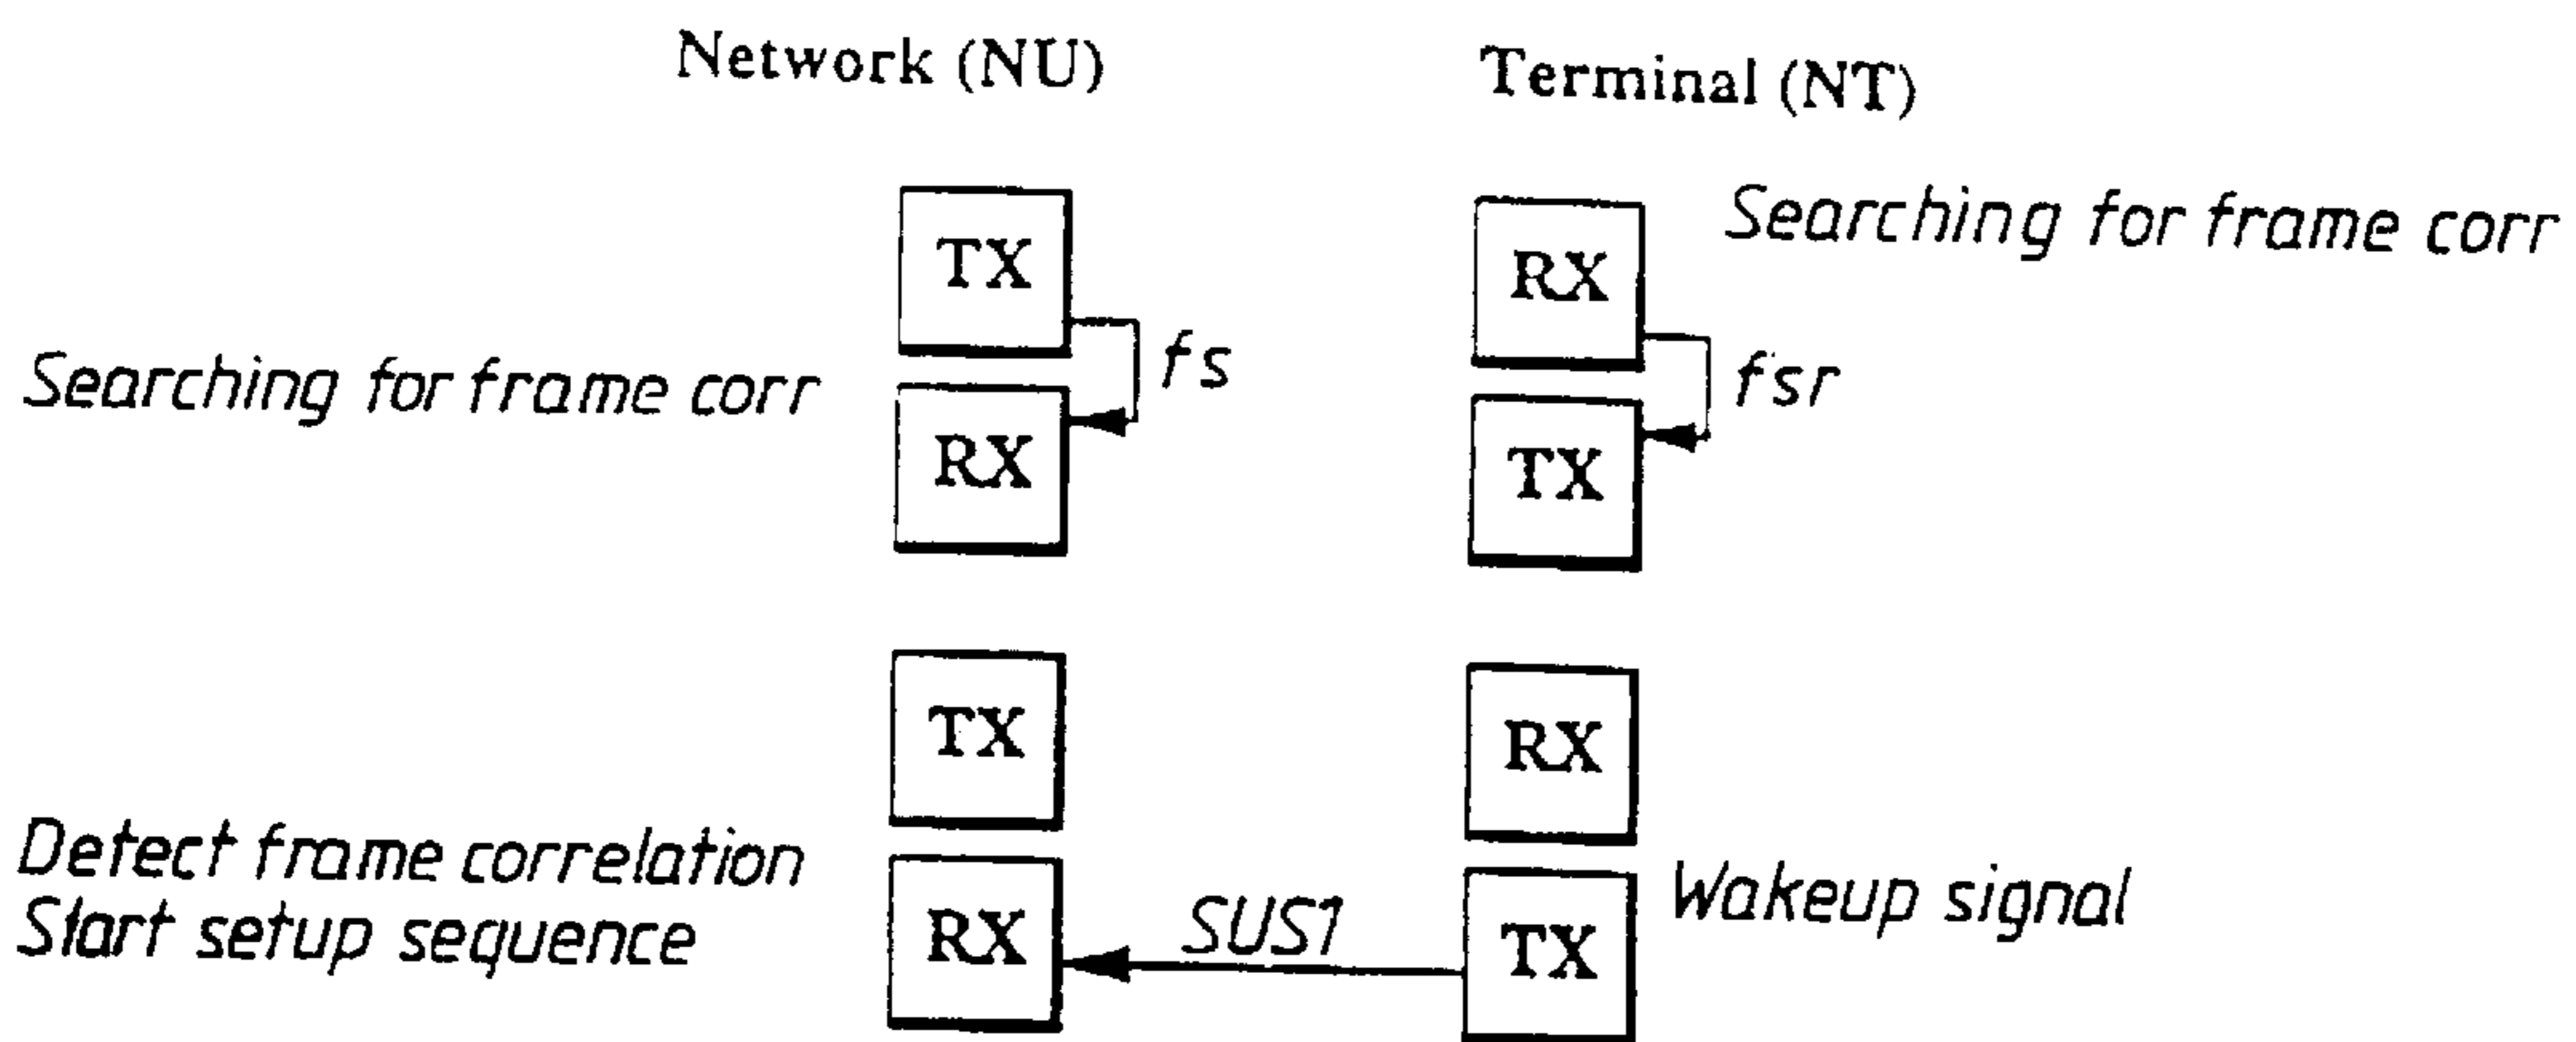 Network (NU)
Terminal (NT)
TX
RX
Searching for frame corr
fs
fsr
Searching for frame corr
RX
TX
TX
RX
Detect frame correlation
Start setup sequence
RX
SUS1
TX
Wakeup signal